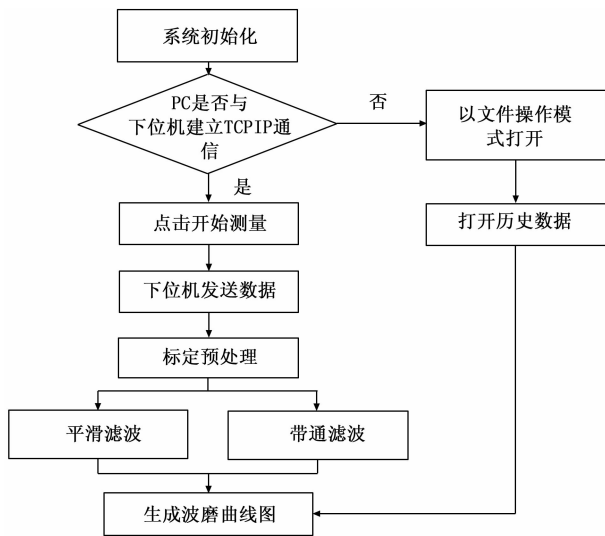 系统初始化
PC是否与
下位机建立TCPIP通
信
否
以文件操作模
式打开
是
点击开始测量
打开历史数据
下位机发送数据
标定预处理
平滑滤波
带通滤波
生成波磨曲线图